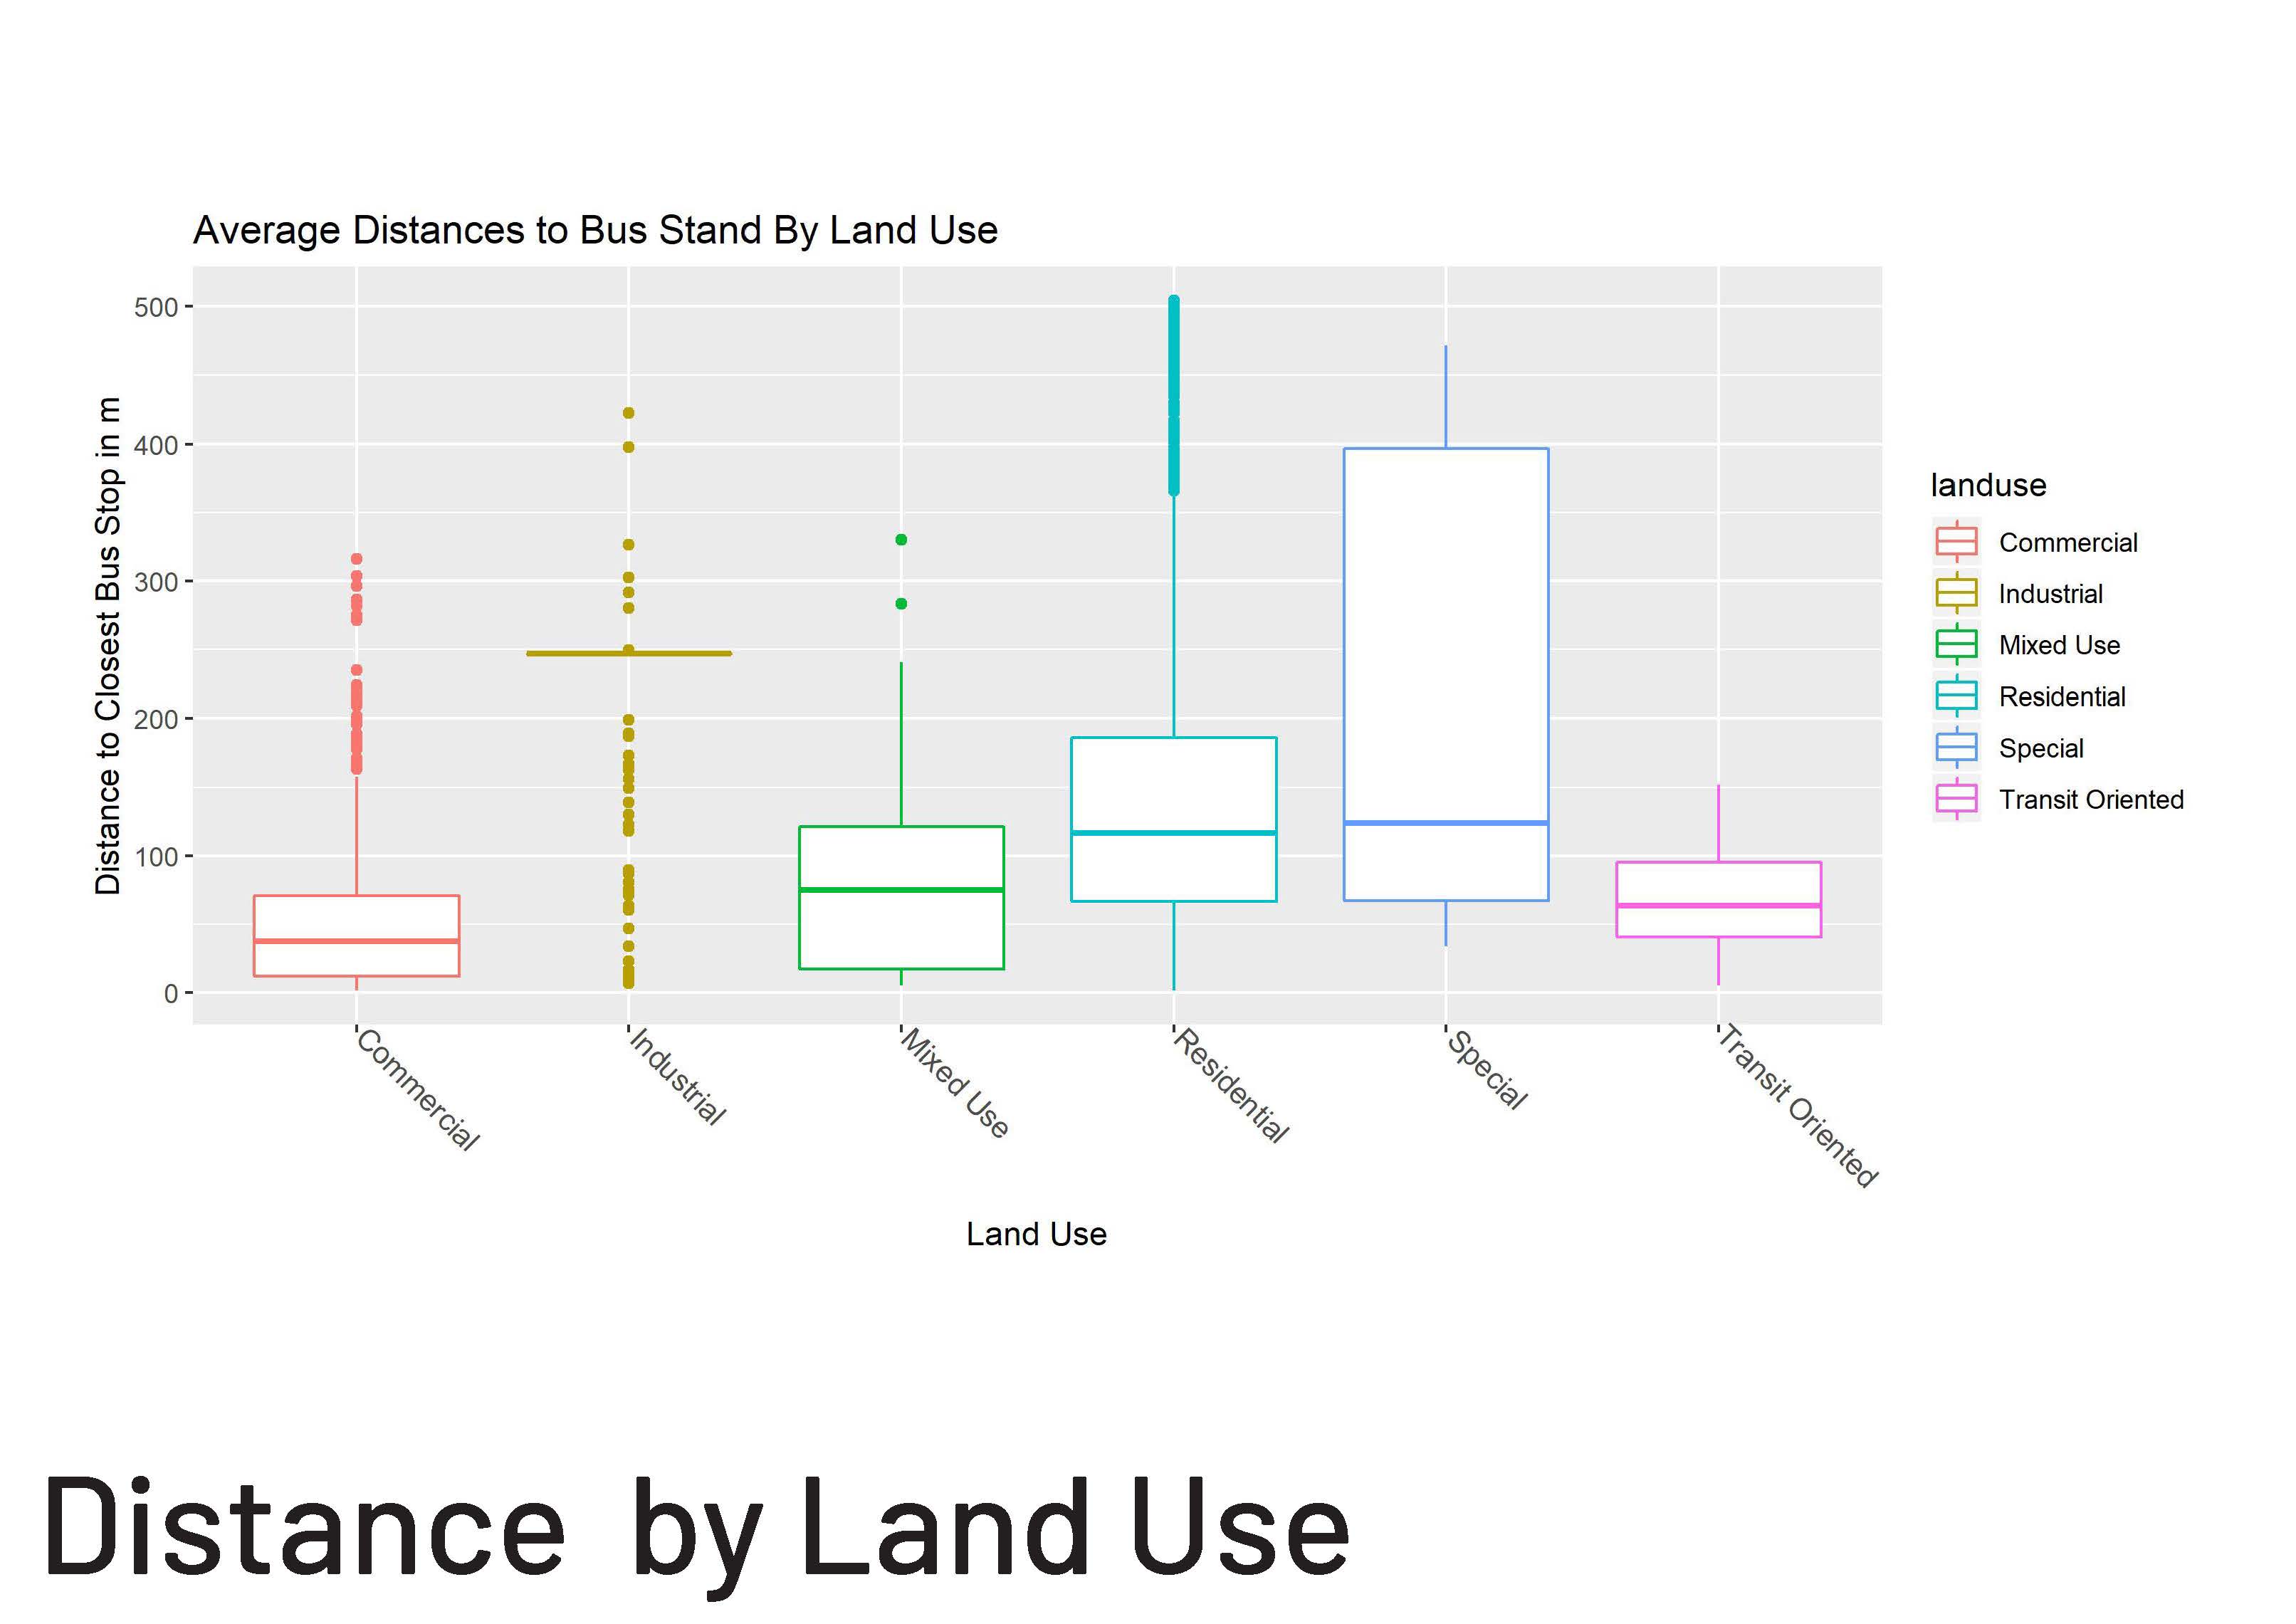 Average Distances to Bus Stand By Land Use
Distance to Closest Bus Stop in m
500
400
300
200
100
0
Commercial
Industrial
Mixed Use
Residential
Special
Transit Oriented
Land Use
landuse
Commercial
Industrial
Mixed Use
Residential
Special
Transit Oriented
Distance by Land Use